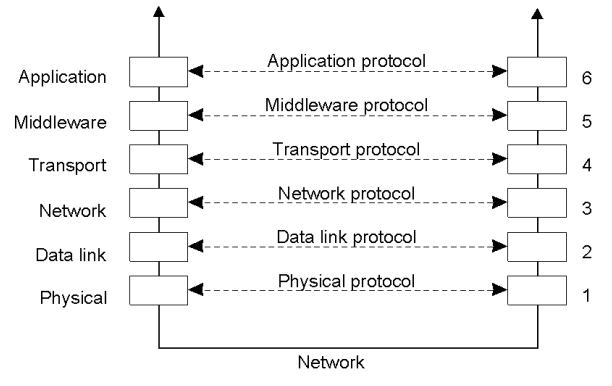 Application Application protocol 6
Middleware Middleware protocol 5
Transport Transport protocol 4
Network Network protocol 3
Data link Data link protocol 2
Physical Physical protocol 1
Network